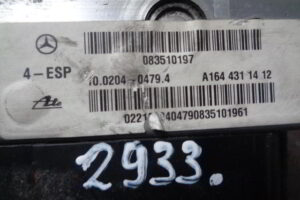 083510197
4-ESP
10.0204-0479.4
A164 431 14 12
Ate
2933.